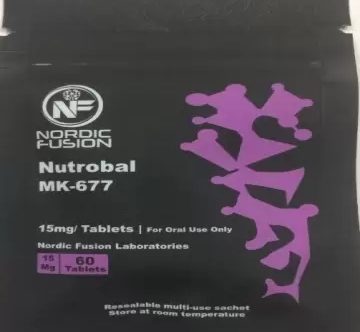 NF
NORDIC
FUSION
Nutrobal
MK-677
15mg/ Tablets | For Oral Use Only
Nordic Fusion Laboratories
15 Mg
60 Tablets
Resealable multi-use sachet
Store at room temperature